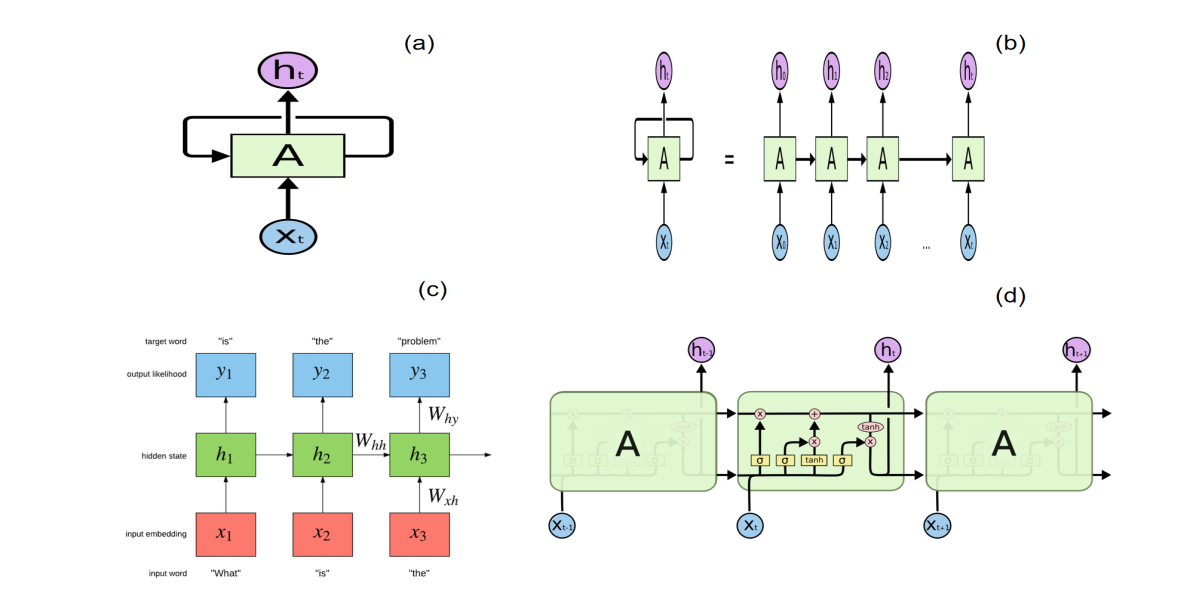 (a)
hₜ
A
xₜ
(b)
hₜ
A
xₜ
=
h₀ h₁ h₂ hₜ
A A A A
x₀ x₁ x₂ ... xₜ
(c)
target word "is" "the" "problem"
output likelihood y₁ y₂ y₃
Wₕy
hidden state h₁ h₂ h₃
Wₕₕ
Wₓₕ
input embedding x₁ x₂ x₃
input word "What" "is" "the"
(d)
hₜ₋₁ hₜ hₜ₊₁
x + tanh
x x
A σ σ tanh σ A
xₜ₋₁ xₜ xₜ₊₁